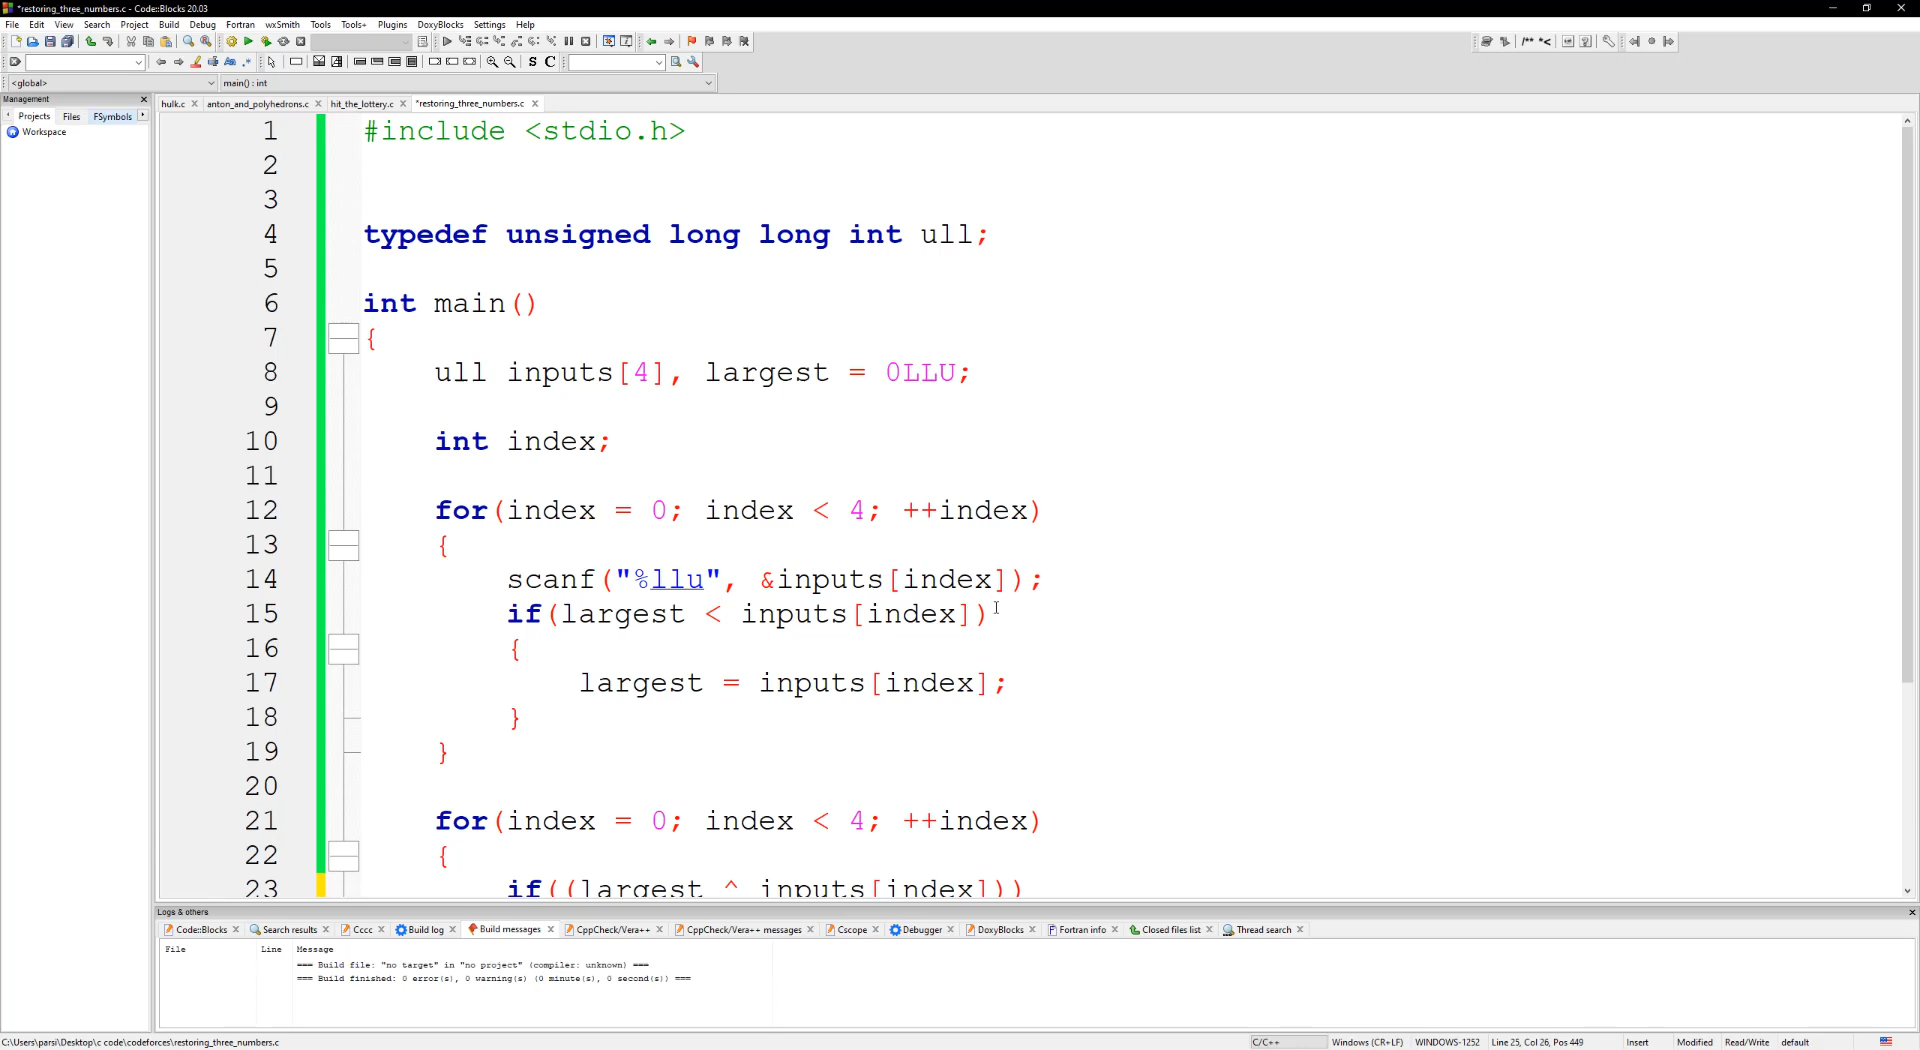 *restoring_three_numbers.c - Code::Blocks 20.03
File Edit View Search Project Build Debug Fortran wxSmith Tools Tools+ Plugins DoxyBlocks Settings Help
/** *<
S C
<global> main() : int
Management
hulk.c anton_and_polyhedrons.c hit_the_lottery.c *restoring_three_numbers.c
Projects Files FSymbols
Workspace
1 #include <stdio.h>
2
3
4 typedef unsigned long long int ull;
5
6 int main()
7 {
8 ull inputs[4], largest = 0LLU;
9
10 int index;
11
12 for(index = 0; index < 4; ++index)
13 {
14 scanf("%llu", &inputs[index]);
15 if(largest < inputs[index])
16 {
17 largest = inputs[index];
18 }
19 }
20
21 for(index = 0; index < 4; ++index)
22 {
23 if((largest ^ inputs[index]))
Logs & others
Code::Blocks Search results Cccc Build log Build messages CppCheck/Vera++ CppCheck/Vera++ messages Cscope Debugger DoxyBlocks Fortran info Closed files list Thread search
File Line Message
=== Build file: "no target" in "no project" (compiler: unknown) ===
=== Build finished: 0 error(s), 0 warning(s) (0 minute(s), 0 second(s)) ===
C:\Users\parsi\Desktop\c code\codeforces\restoring_three_numbers.c C/C++ Windows (CR+LF) WINDOWS-1252 Line 25, Col 26, Pos 449 Insert Modified Read/Write default